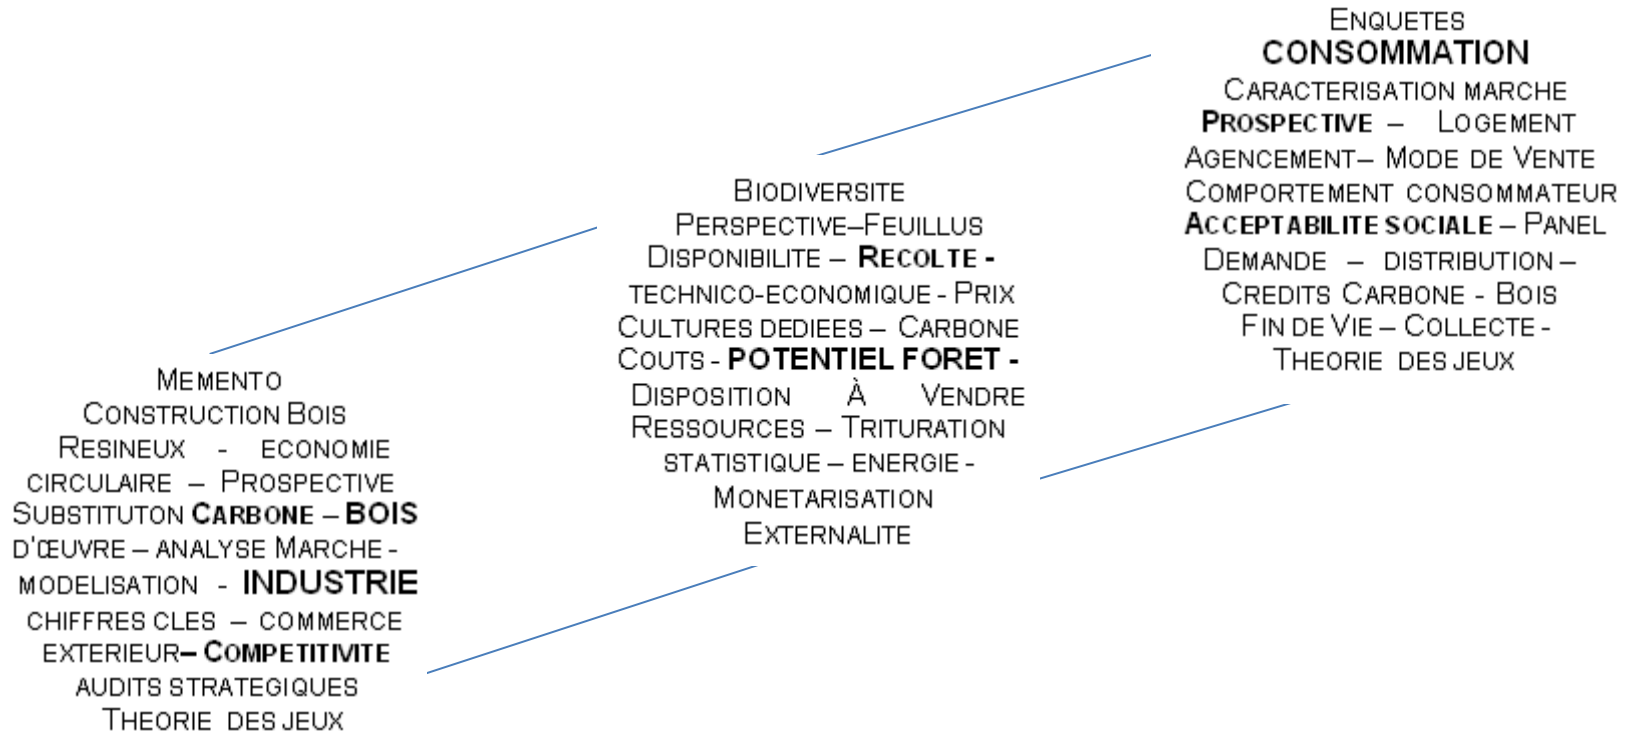 MEMENTO
CONSTRUCTION BOIS
RESINEUX - ECONOMIE
CIRCULAIRE – PROSPECTIVE
SUBSTITUTON CARBONE – BOIS
D'ŒUVRE – ANALYSE MARCHE -
MODELISATION - INDUSTRIE
CHIFFRES CLES – COMMERCE
EXTERIEUR– COMPETITIVITE
AUDITS STRATEGIQUES
THEORIE DES JEUX
BIODIVERSITE
PERSPECTIVE–FEUILLUS
DISPONIBILITE – RECOLTE -
TECHNICO-ECONOMIQUE - PRIX
CULTURES DEDIEES – CARBONE
COUTS - POTENTIEL FORET -
DISPOSITION À VENDRE
RESSOURCES – TRITURATION
STATISTIQUE – ENERGIE -
MONETARISATION
EXTERNALITE
ENQUETES
CONSOMMATION
CARACTERISATION MARCHE
PROSPECTIVE – LOGEMENT
AGENCEMENT– MODE DE VENTE
COMPORTEMENT CONSOMMATEUR
ACCEPTABILITE SOCIALE – PANEL
DEMANDE – DISTRIBUTION –
CREDITS CARBONE - BOIS
FIN DE VIE – COLLECTE -
THEORIE DES JEUX